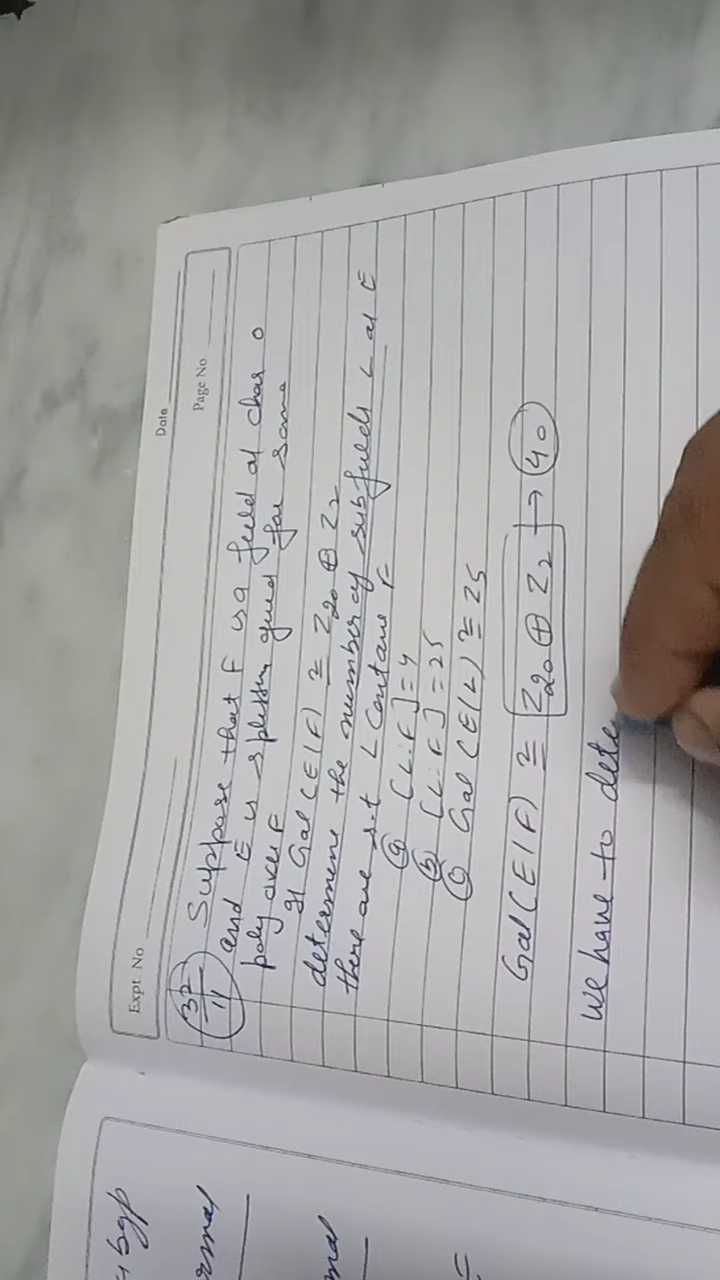 Expt. No
Date
Page No
32/11 Suppose that F is a field of char 0
and E is splitting for some
poly over F
If Gal (E/F) ≅ Z20 ⊕ Z2
determine the number of subfields L of E
there are s.t L Contane F
(a) [L:F] = 4
(b) [L:F] = 25
(c) Gal (E/L) ≅ Z5
Gal (E/F) ≅ Z20 ⊕ Z2 → 40
We have to dete